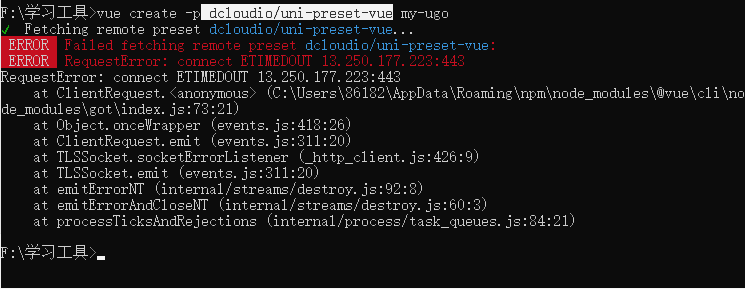 F:\学习工具>vue create -p dcloudio/uni-preset-vue my-ugo
✓ Fetching remote preset dcloudio/uni-preset-vue...
ERROR Failed fetching remote preset dcloudio/uni-preset-vue:
ERROR RequestError: connect ETIMEDOUT 13.250.177.223:443
RequestError: connect ETIMEDOUT 13.250.177.223:443
at ClientRequest.<anonymous> (C:\Users\86182\AppData\Roaming\npm\node_modules\@vue\cli\no
de_modules\got\index.js:73:21)
at Object.onceWrapper (events.js:418:26)
at ClientRequest.emit (events.js:311:20)
at TLSSocket.socketErrorListener (_http_client.js:426:9)
at TLSSocket.emit (events.js:311:20)
at emitErrorNT (internal/streams/destroy.js:92:8)
at emitErrorAndCloseNT (internal/streams/destroy.js:60:3)
at processTicksAndRejections (internal/process/task_queues.js:84:21)
F:\学习工具>